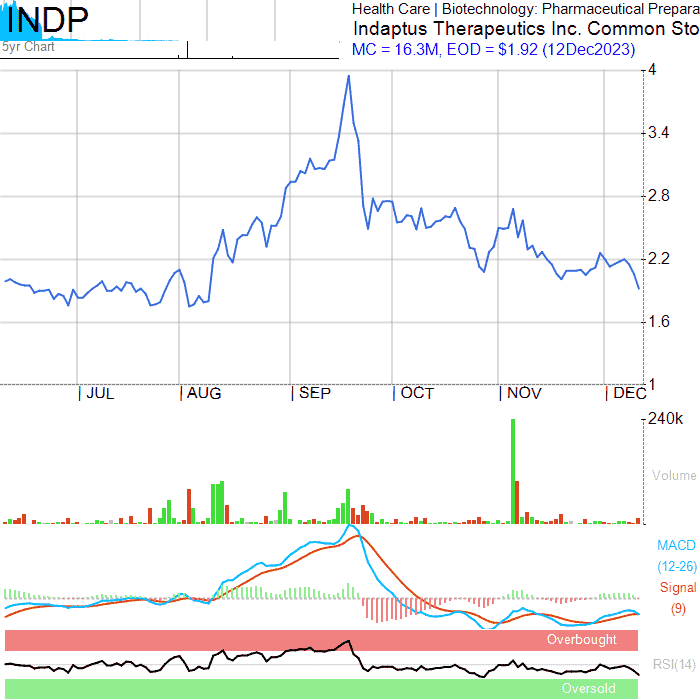 INDP
5yr Chart
Health Care | Biotechnology: Pharmaceutical Prepara
Indaptus Therapeutics Inc. Common Sto
MC = 16.3M, EOD = $1.92 (12Dec2023)
4
3.4
2.8
2.2
1.6
1
JUL AUG SEP OCT NOV DEC
240k
Volume
MACD
(12-26)
Signal
(9)
Overbought
RSI(14)
Oversold